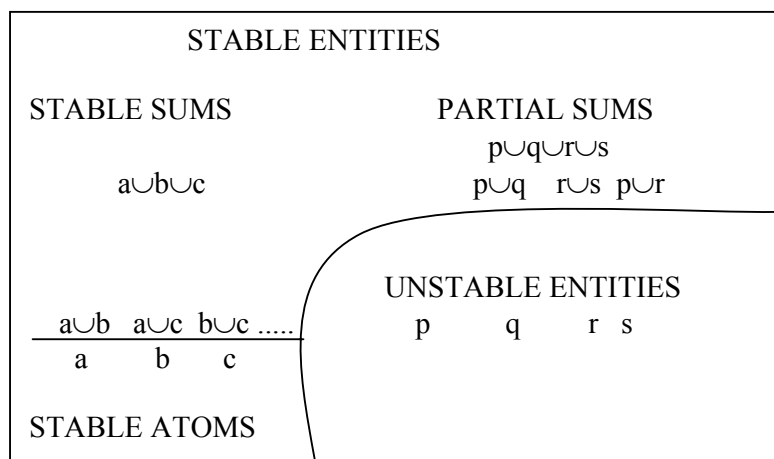 STABLE ENTITIES
STABLE SUMS PARTIAL SUMS
p∪q∪r∪s
a∪b∪c p∪q r∪s p∪r
UNSTABLE ENTITIES
a∪b a∪c b∪c ..... p q r s
a b c
STABLE ATOMS